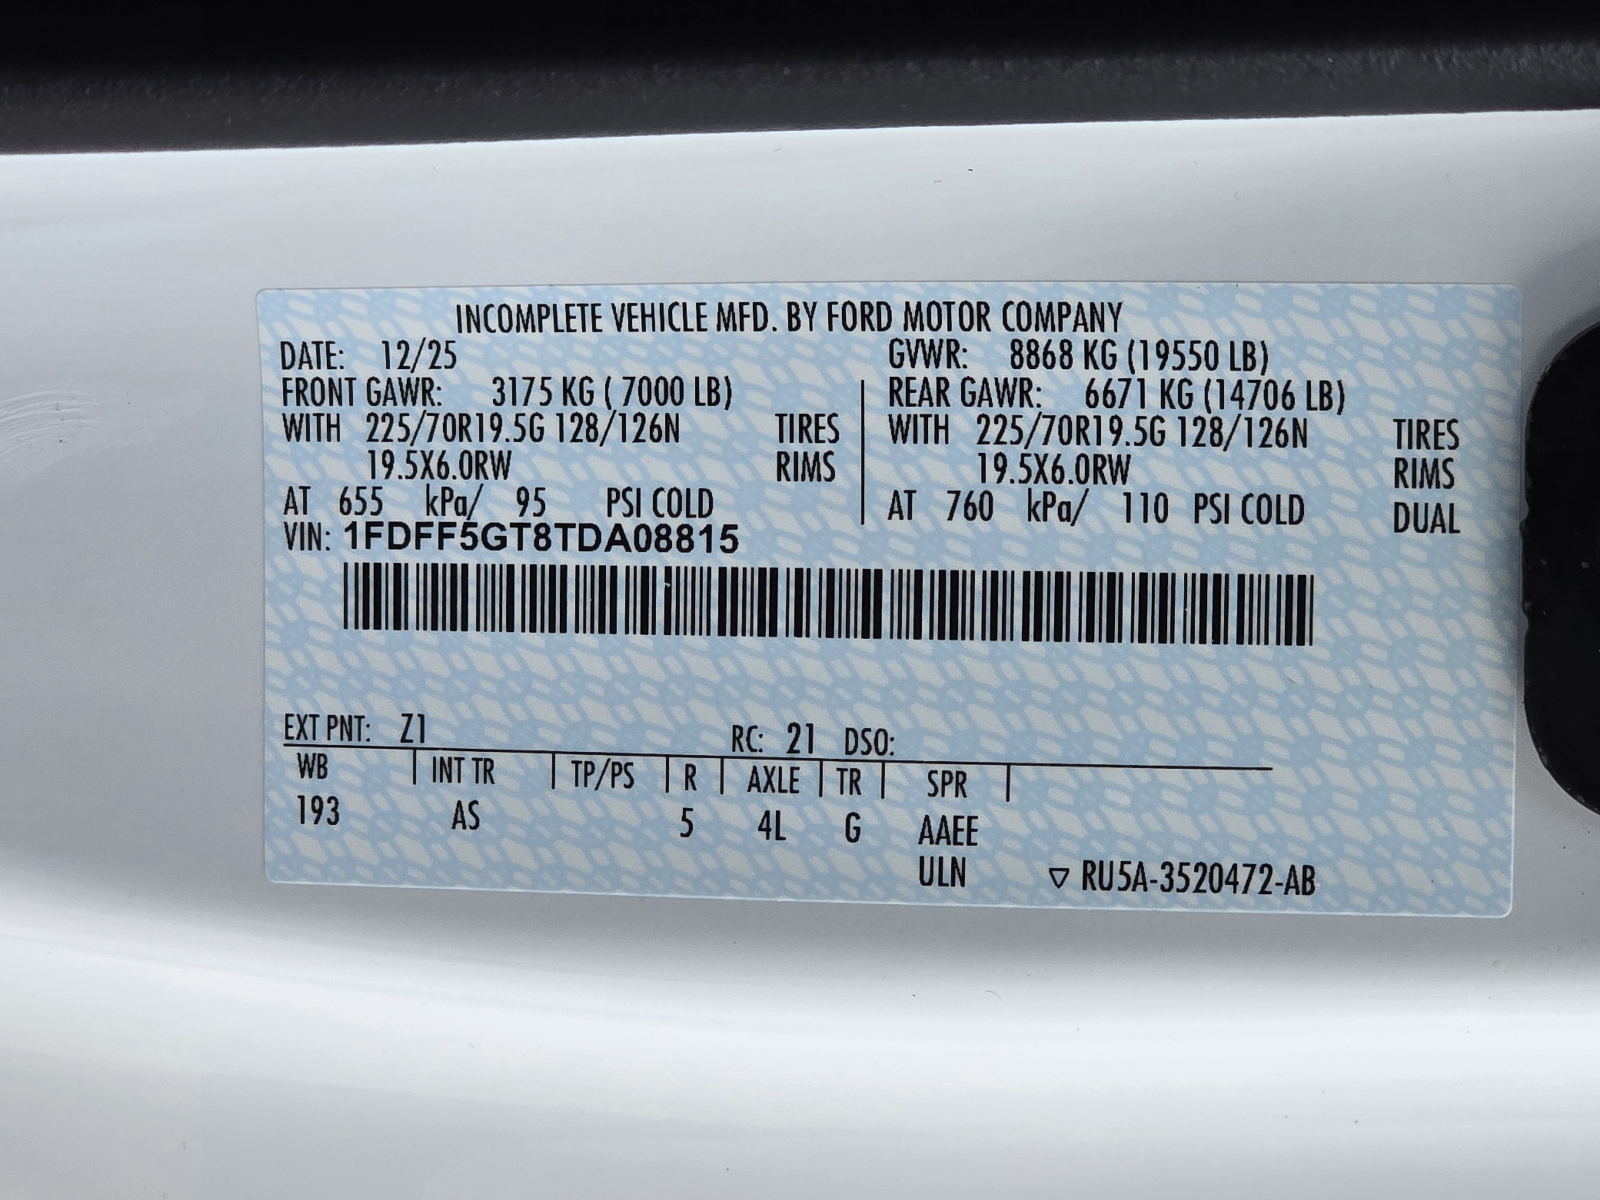 INCOMPLETE VEHICLE MFD. BY FORD MOTOR COMPANY
DATE: 12/25 GVWR: 8868 KG (19550 LB)
FRONT GAWR: 3175 KG ( 7000 LB) REAR GAWR: 6671 KG (14706 LB)
WITH 225/70R19.5G 128/126N TIRES WITH 225/70R19.5G 128/126N TIRES
19.5X6.0RW RIMS 19.5X6.0RW RIMS
AT 655 kPa/ 95 PSI COLD AT 760 kPa/ 110 PSI COLD DUAL
VIN: 1FDFF5GT8TDA08815
EXT PNT: Z1 RC: 21 DSO:
WB INT TR TP/PS R AXLE TR SPR
193 AS 5 4L G AAEE
ULN ▽ RU5A-3520472-AB